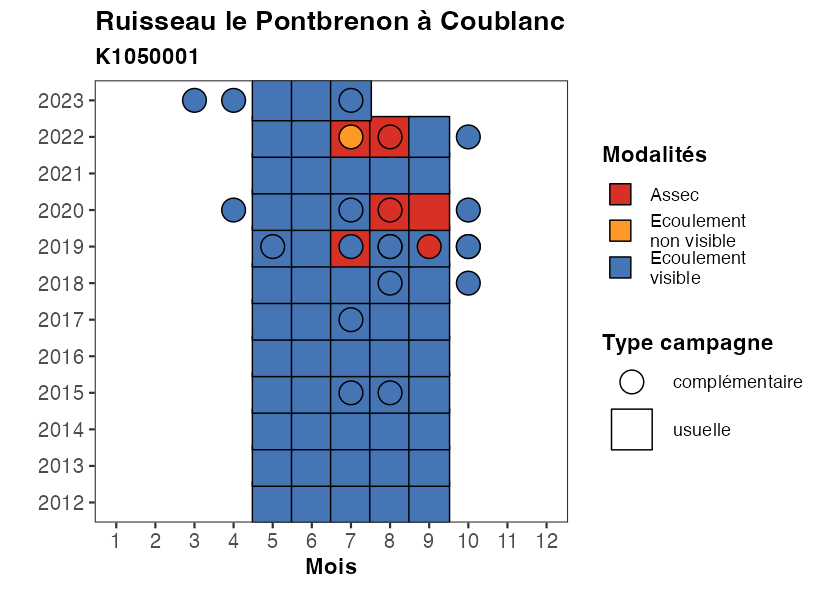 Ruisseau le Pontbrenon à Coublanc
K1050001
2023
2022
2021
2020
2019
2018
2017
2016
2015
2014
2013
2012
1 2 3 4 5 6 7 8 9 10 11 12
Mois
Modalités
Assec
Ecoulement
non visible
Ecoulement
visible
Type campagne
complémentaire
usuelle